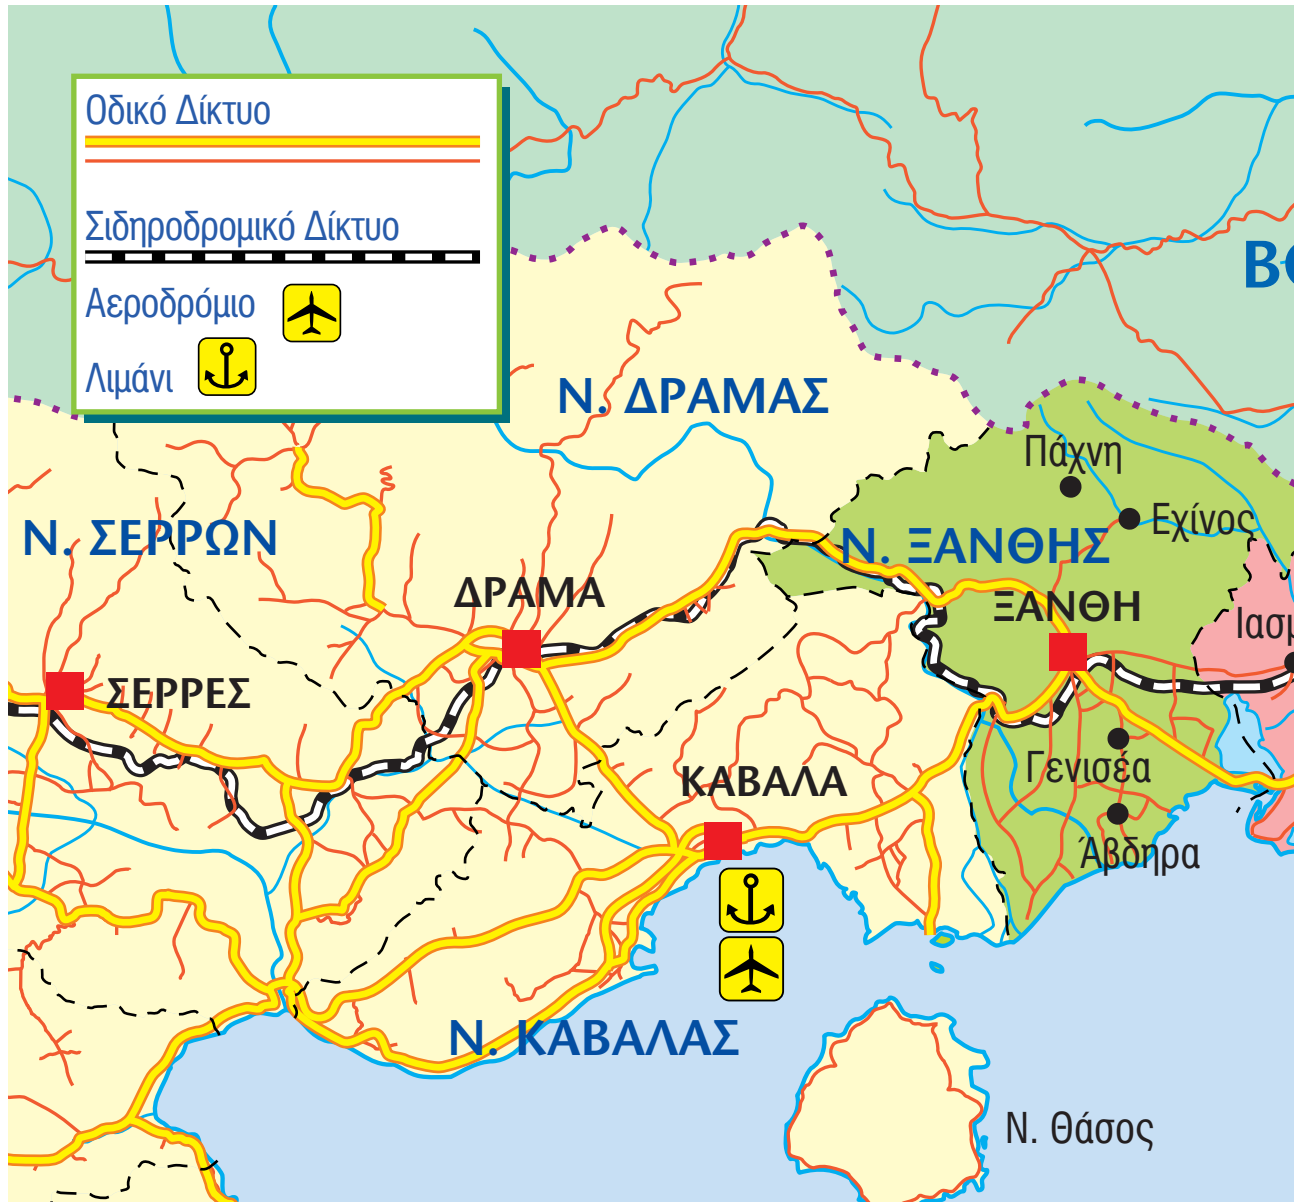 Οδικό Δίκτυο
Σιδηροδρομικό Δίκτυο
Αεροδρόμιο
Λιμάνι
Ν. ΔΡΑΜΑΣ
Πάχνη
Εχίνος
Ν. ΣΕΡΡΩΝ
Ν. ΞΑΝΘΗΣ
ΔΡΑΜΑ
ΞΑΝΘΗ
Ιασμ
ΣΕΡΡΕΣ
ΚΑΒΑΛΑ
Γενισέα
Άβδηρα
Ν. ΚΑΒΑΛΑΣ
Ν. Θάσος